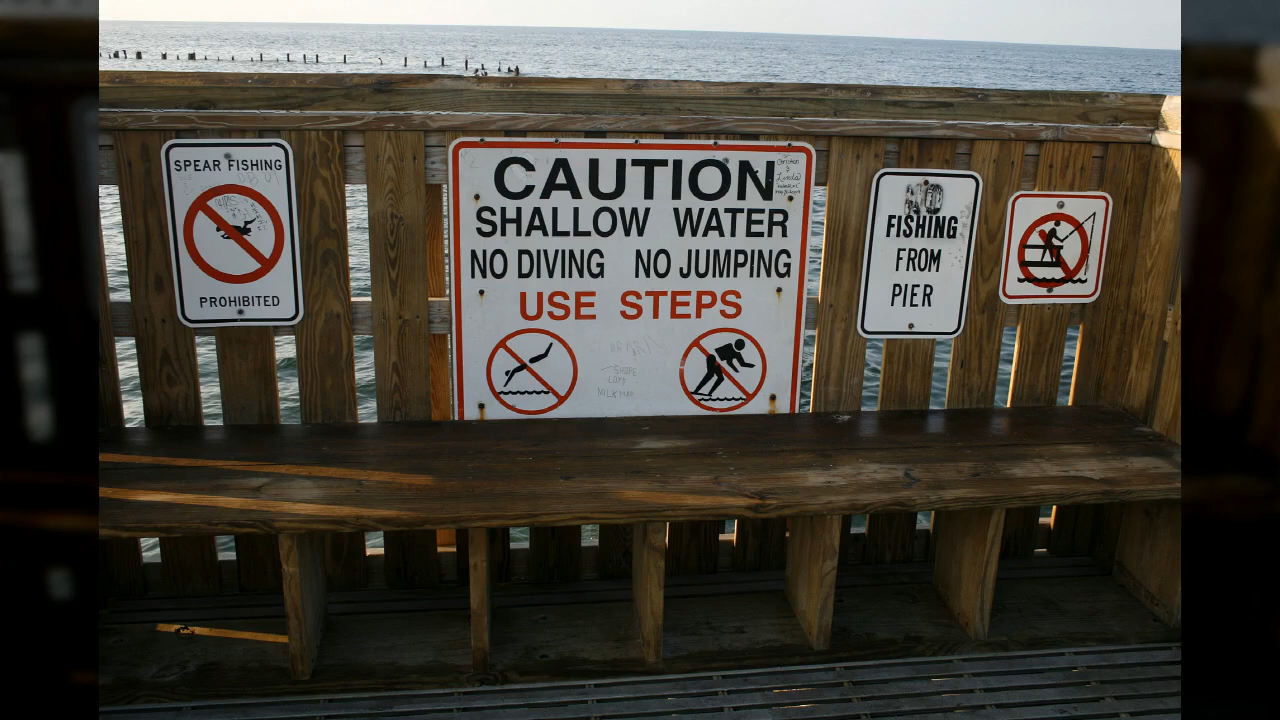 SPEAR FISHING
PROHIBITED
CAUTION
SHALLOW WATER
NO DIVING NO JUMPING
USE STEPS
NO
FISHING
FROM
PIER